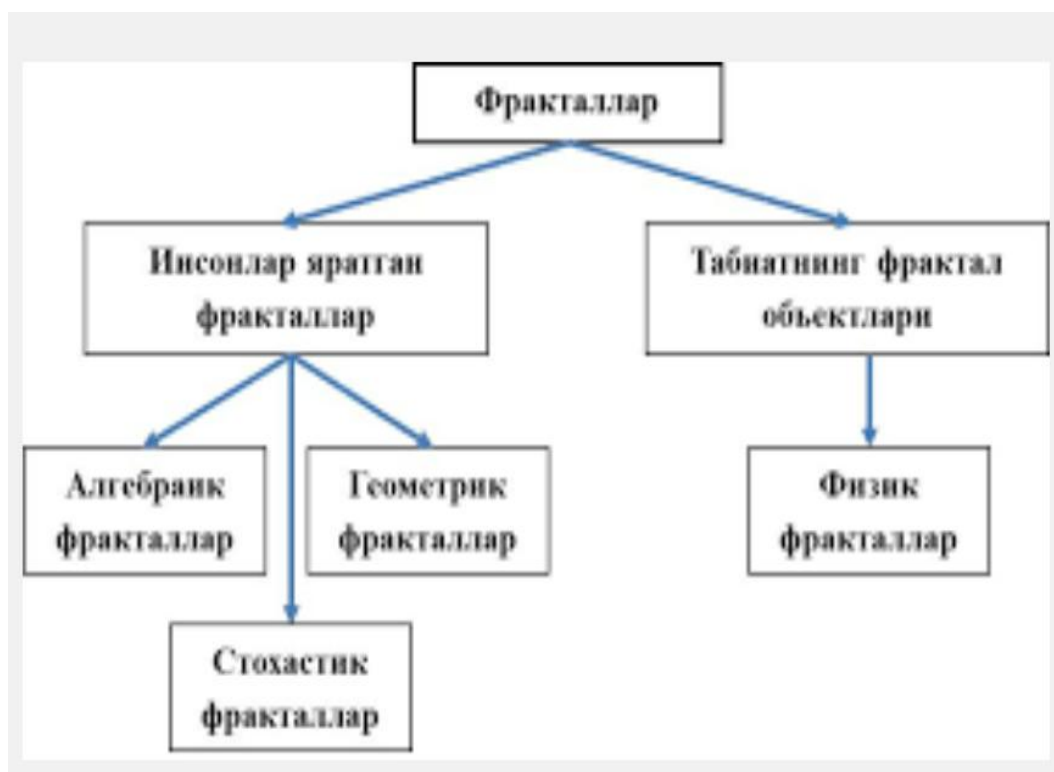 Фракталлар
Инсонлар яратган
фракталлар
Табиатнинг фрактал
объектлари
Алгебраик
фракталлар
Геометрик
фракталлар
Физик
фракталлар
Стохастик
фракталлар